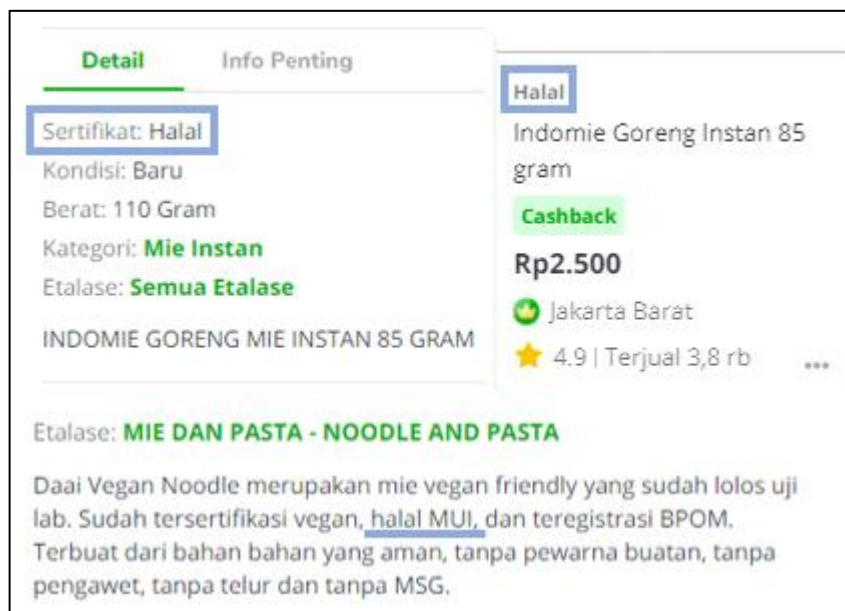 Detail Info Penting
Sertifikat: Halal
Kondisi: Baru
Berat: 110 Gram
Kategori: Mie Instan
Etalase: Semua Etalase
INDOMIE GORENG MIE INSTAN 85 GRAM
Halal
Indomie Goreng Instan 85
gram
Cashback
Rp2.500
Jakarta Barat
4.9 | Terjual 3,8 rb
Etalase: MIE DAN PASTA - NOODLE AND PASTA
Daai Vegan Noodle merupakan mie vegan friendly yang sudah lolos uji
lab. Sudah tersertifikasi vegan, halal MUI, dan teregistrasi BPOM.
Terbuat dari bahan bahan yang aman, tanpa pewarna buatan, tanpa
pengawet, tanpa telur dan tanpa MSG.